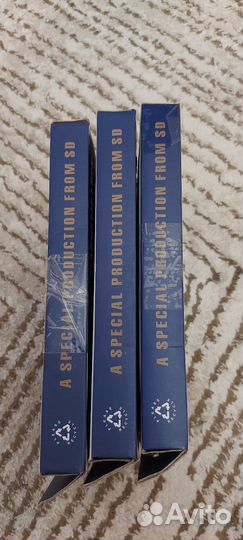 A SPECIAL PRODUCTION FROM SD
A SPECIAL PRODUCTION FROM SD
A SPECIAL PRODUCTION FROM SD
Avito